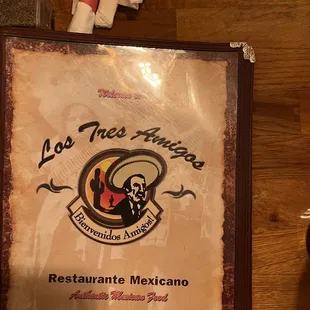 Welcome to
Los Tres Amigos
Bienvenidos Amigos!
Restaurante Mexicano
Authentic Mexican Food